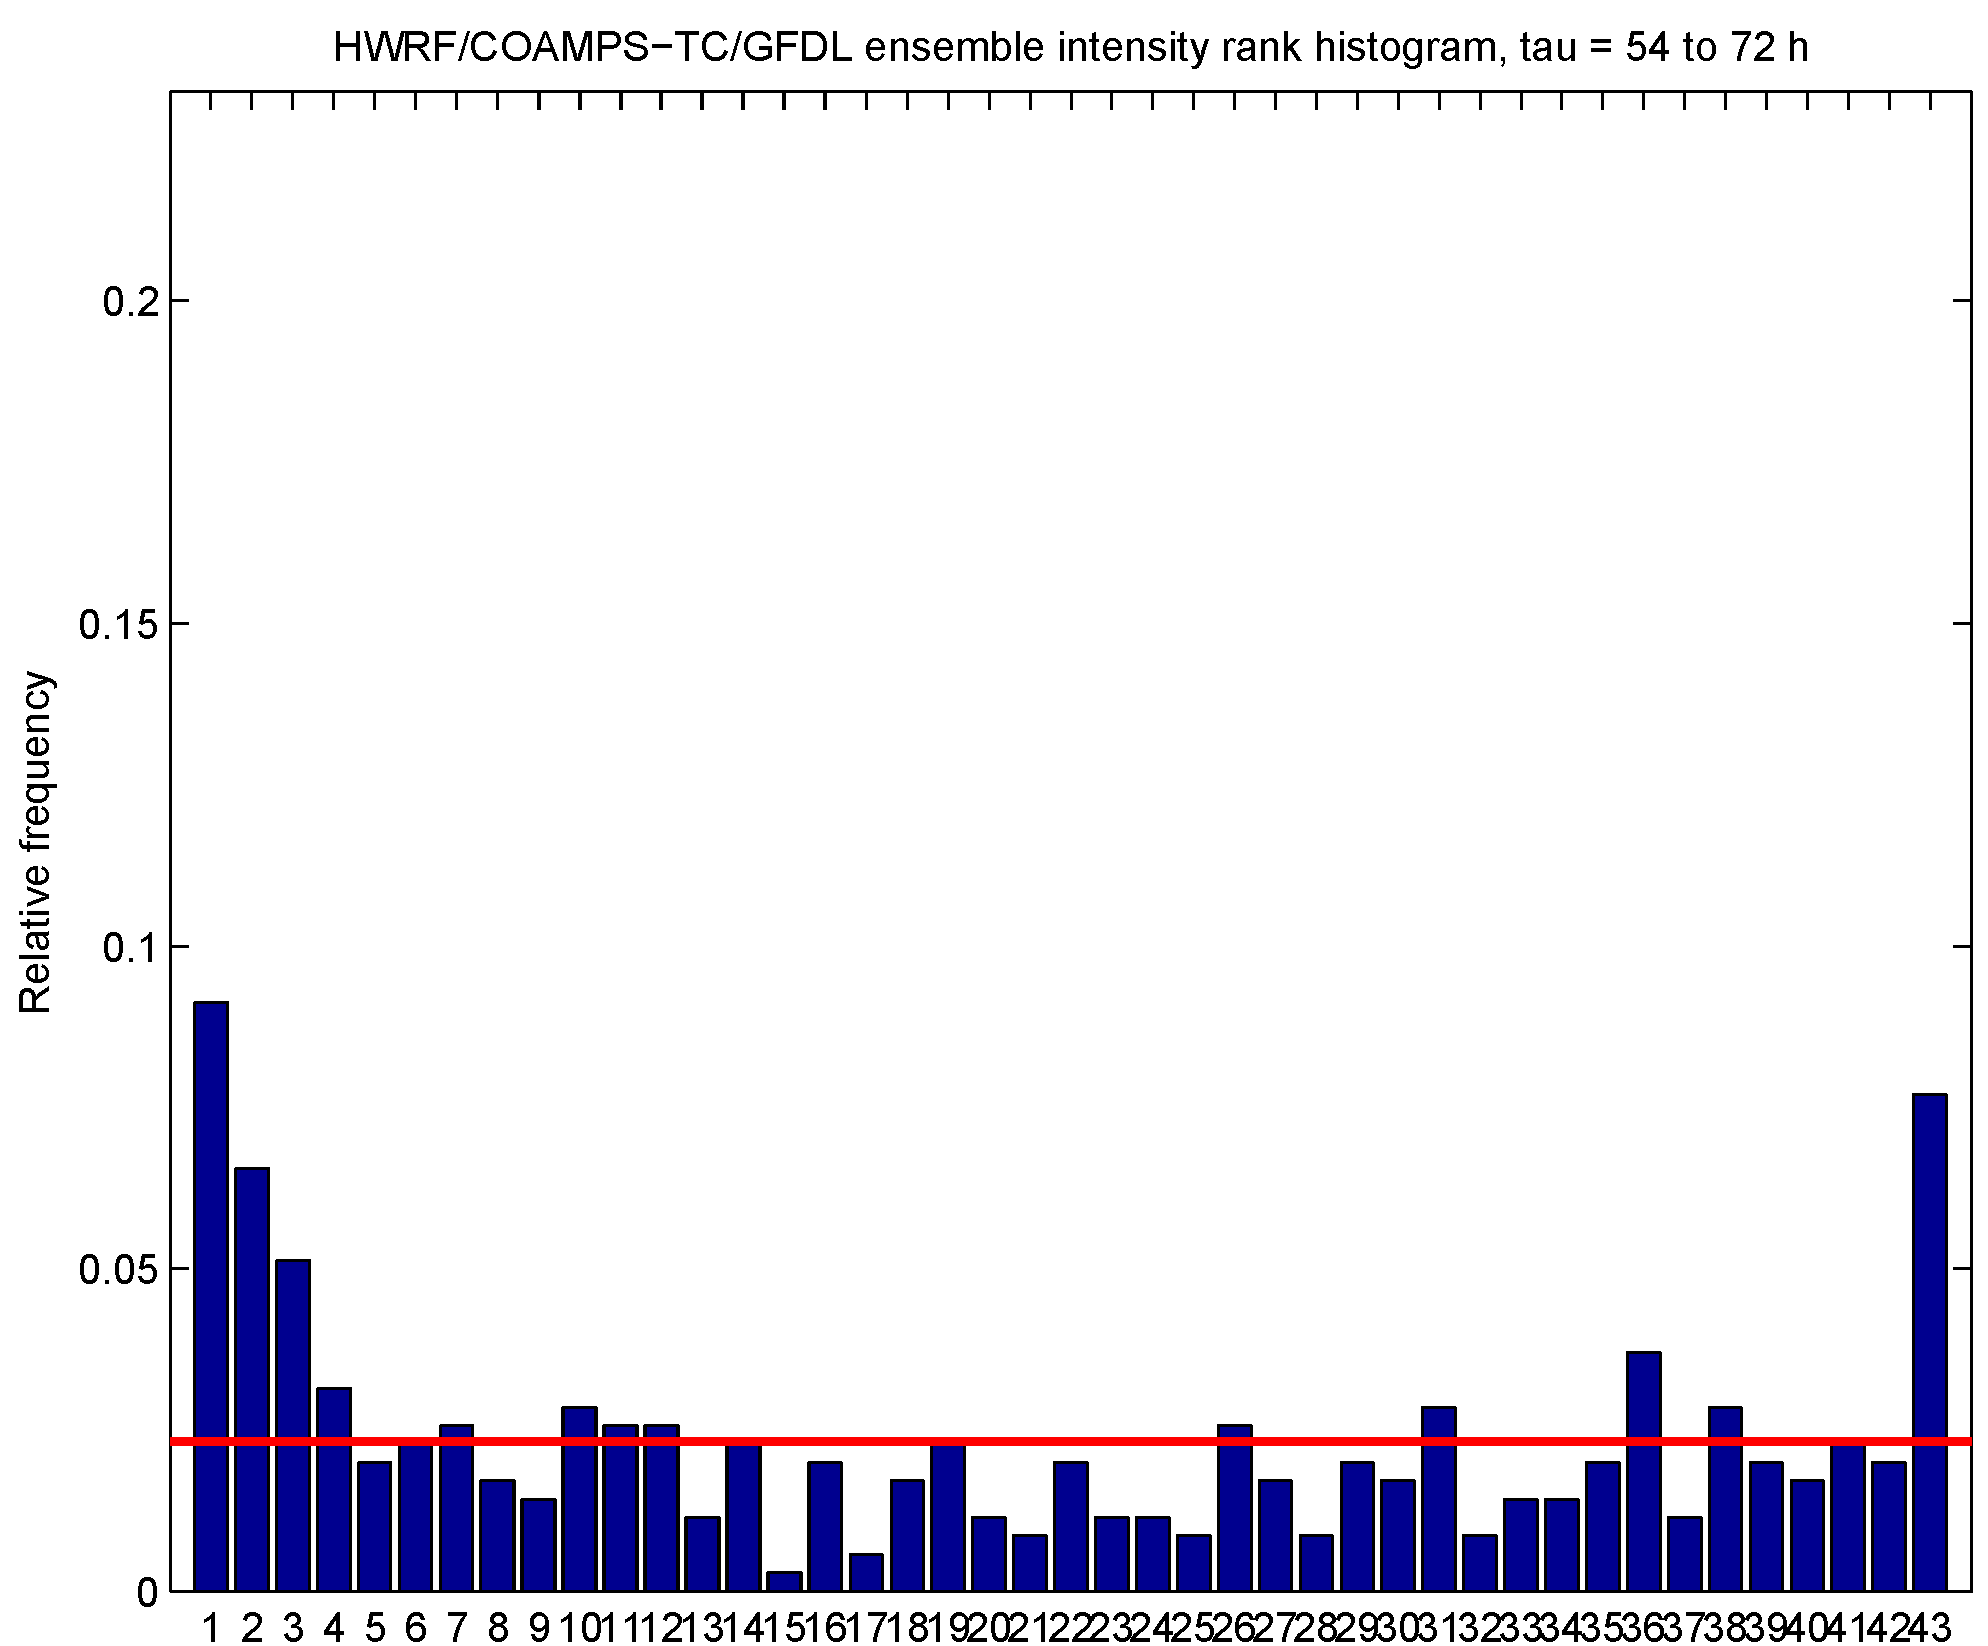 HWRF/COAMPS−TC/GFDL ensemble intensity rank histogram, tau = 54 to 72 h
0.2
0.15
0.1
0.05
0
Relative frequency
1 2 3 4 5 6 7 8 9 10 11 12 13 14 15 16 17 18 19 20 21 22 23 24 25 26 27 28 29 30 31 32 33 34 35 36 37 38 39 40 41 42 43